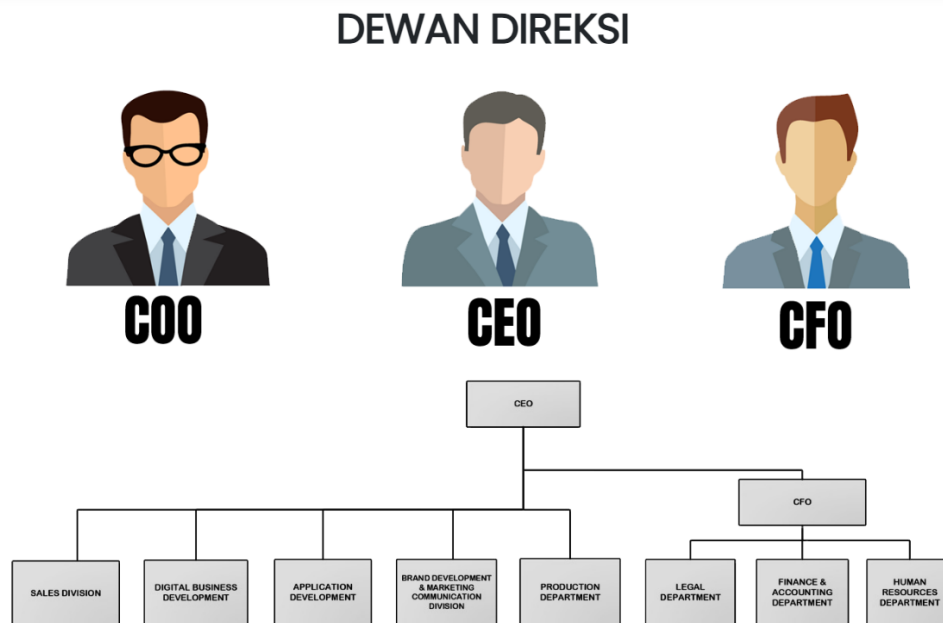 DEWAN DIREKSI
COO
CEO
CFO
CEO
CFO
SALES DIVISION
DIGITAL BUSINESS
DEVELOPMENT
APPLICATION
DEVELOPMENT
BRAND DEVELOPMENT
& MARKETING
COMMUNICATION
DIVISION
PRODUCTION
DEPARTMENT
LEGAL
DEPARTMENT
FINANCE &
ACCOUNTING
DEPARTMENT
HUMAN
RESOURCES
DEPARTMENT